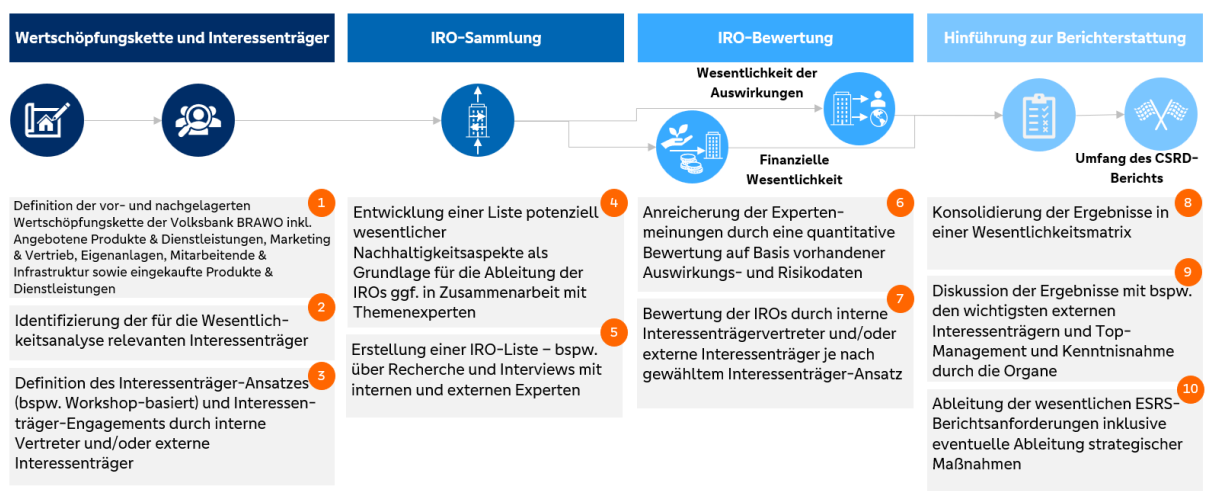 Wertschöpfungskette und Interessenträger
IRO-Sammlung
IRO-Bewertung
Hinführung zur Berichterstattung
Wesentlichkeit der
Auswirkungen
Finanzielle
Wesentlichkeit
Umfang des CSRD-
Berichts
1
Definition der vor- und nachgelagerten
Wertschöpfungskette der Volksbank BRAWO inkl.
Angebotene Produkte & Dienstleistungen, Marketing
& Vertrieb, Eigenanlagen, Mitarbeitende &
Infrastruktur sowie eingekaufte Produkte &
Dienstleistungen
2
Identifizierung der für die Wesentlich-
keitsanalyse relevanten Interessenträger
3
Definition des Interessenträger-Ansatzes
(bspw. Workshop-basiert) und Interessen-
träger-Engagements durch interne
Vertreter und/oder externe
Interessenträger
4
Entwicklung einer Liste potenziell
wesentlicher
Nachhaltigkeitsaspekte als
Grundlage für die Ableitung der
IROs ggf. in Zusammenarbeit mit
Themenexperten
5
Erstellung einer IRO-Liste – bspw.
über Recherche und Interviews mit
internen und externen Experten
6
Anreicherung der Experten-
meinungen durch eine quantitative
Bewertung auf Basis vorhandener
Auswirkungs- und Risikodaten
7
Bewertung der IROs durch interne
Interessenträgervertreter und/oder
externe Interessenträger je nach
gewähltem Interessenträger-Ansatz
8
Konsolidierung der Ergebnisse in
einer Wesentlichkeitsmatrix
9
Diskussion der Ergebnisse mit bspw.
den wichtigsten externen
Interessenträgern und Top-
Management und Kenntnisnahme
durch die Organe
10
Ableitung der wesentlichen ESRS-
Berichtsanforderungen inklusive
eventuelle Ableitung strategischer
Maßnahmen